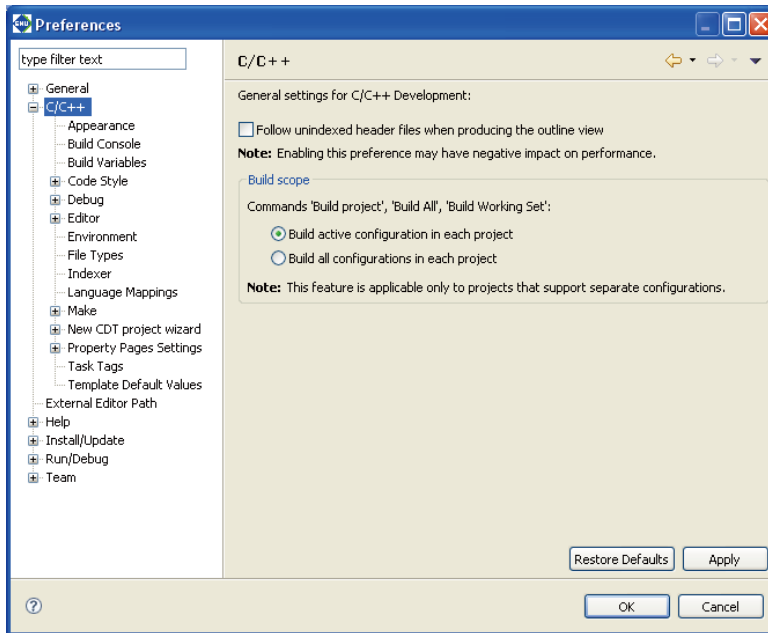 Preferences
type filter text
General
C/C++
Appearance
Build Console
Build Variables
Code Style
Debug
Editor
Environment
File Types
Indexer
Language Mappings
Make
New CDT project wizard
Property Pages Settings
Task Tags
Template Default Values
External Editor Path
Help
Install/Update
Run/Debug
Team
C/C++
General settings for C/C++ Development:
Follow unindexed header files when producing the outline view
Note: Enabling this preference may have negative impact on performance.
Build scope
Commands 'Build project', 'Build All', 'Build Working Set':
Build active configuration in each project
Build all configurations in each project
Note: This feature is applicable only to projects that support separate configurations.
Restore Defaults Apply
? OK Cancel